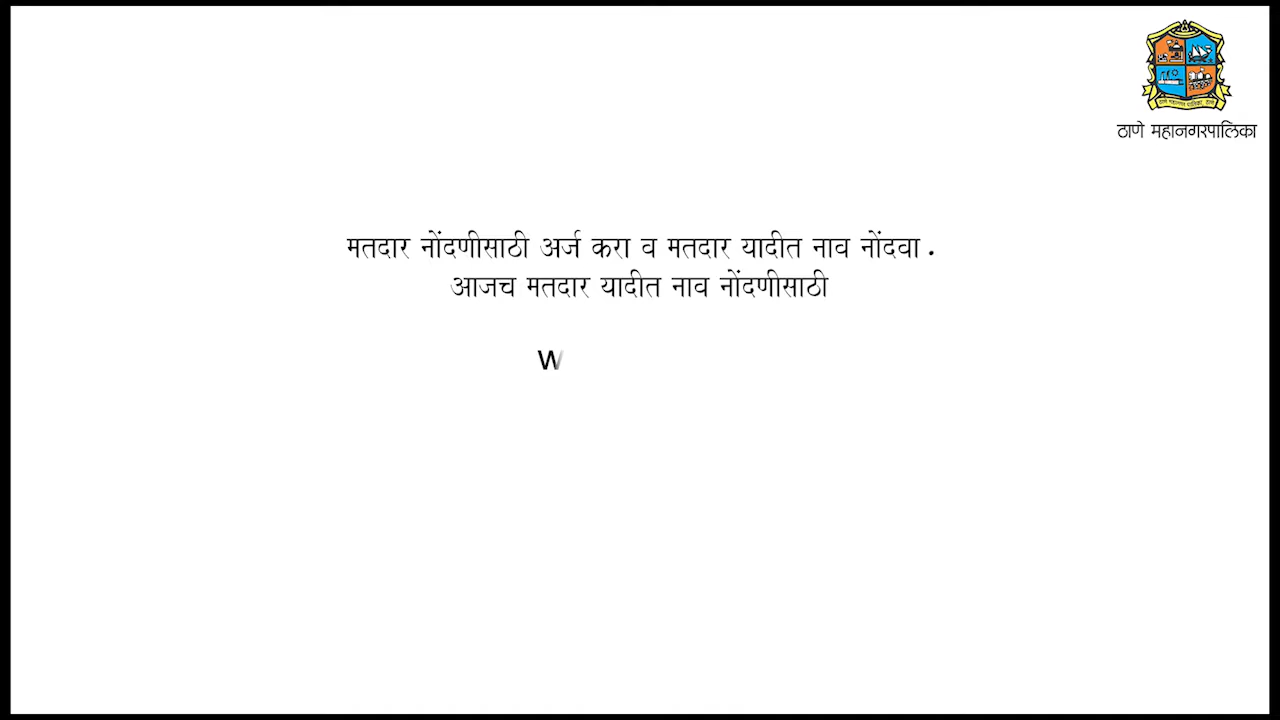 ठाणे महानगरपालिका
मतदार नोंदणीसाठी अर्ज करा व मतदार यादीत नाव नोंदवा.
आजच मतदार यादीत नाव नोंदणीसाठी
w